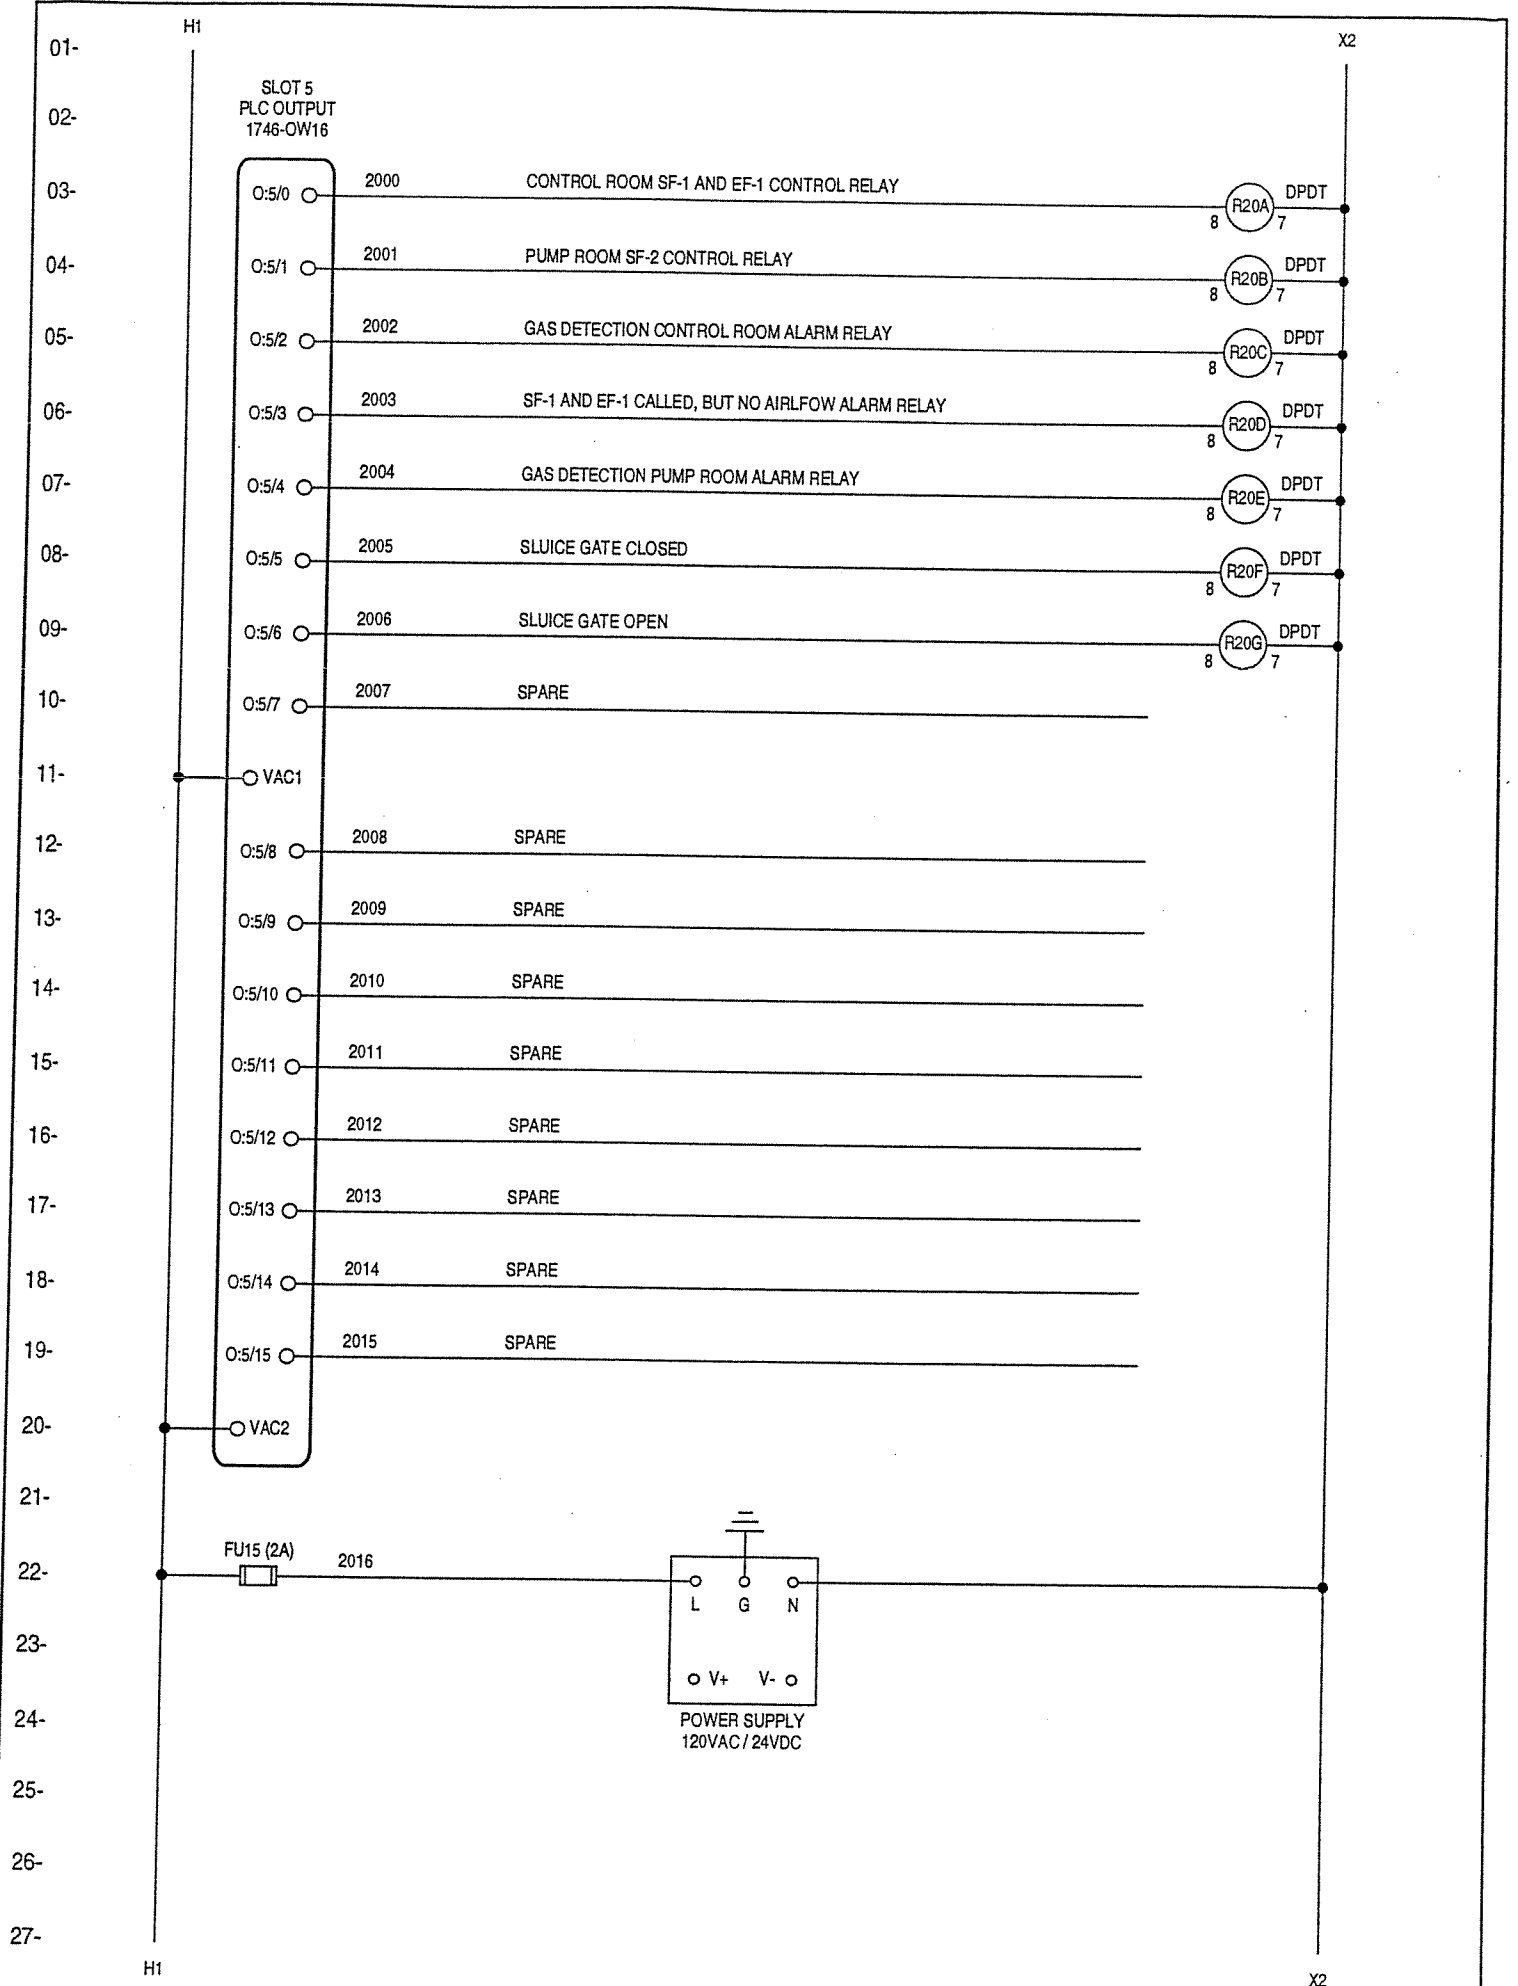 H1
X2
01-
SLOT 5
PLC OUTPUT
1746-OW16
02-
03-
O:5/0
2000
CONTROL ROOM SF-1 AND EF-1 CONTROL RELAY
8
R20A
7
DPDT
04-
O:5/1
2001
PUMP ROOM SF-2 CONTROL RELAY
8
R20B
7
DPDT
05-
O:5/2
2002
GAS DETECTION CONTROL ROOM ALARM RELAY
8
R20C
7
DPDT
06-
O:5/3
2003
SF-1 AND EF-1 CALLED, BUT NO AIRLFOW ALARM RELAY
8
R20D
7
DPDT
07-
O:5/4
2004
GAS DETECTION PUMP ROOM ALARM RELAY
8
R20E
7
DPDT
08-
O:5/5
2005
SLUICE GATE CLOSED
8
R20F
7
DPDT
09-
O:5/6
2006
SLUICE GATE OPEN
8
R20G
7
DPDT
10-
O:5/7
2007
SPARE
11-
VAC1
12-
O:5/8
2008
SPARE
13-
O:5/9
2009
SPARE
14-
O:5/10
2010
SPARE
15-
O:5/11
2011
SPARE
16-
O:5/12
2012
SPARE
17-
O:5/13
2013
SPARE
18-
O:5/14
2014
SPARE
19-
O:5/15
2015
SPARE
20-
VAC2
21-
22-
FU15 (2A)
2016
L G N
23-
V+ V-
24-
POWER SUPPLY
120VAC / 24VDC
25-
26-
27-
H1
X2